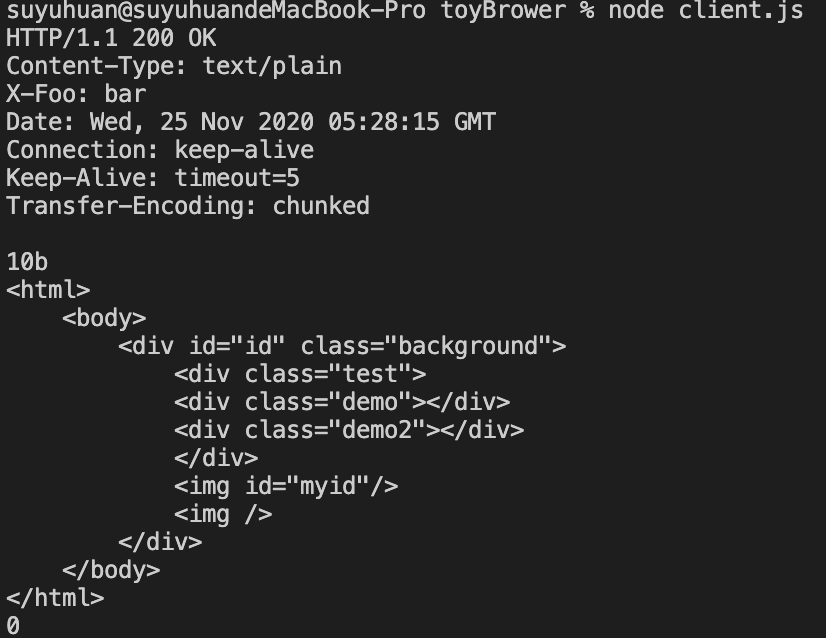 suyuhuan@suyuhuandeMacBook-Pro toyBrower % node client.js
HTTP/1.1 200 OK
Content-Type: text/plain
X-Foo: bar
Date: Wed, 25 Nov 2020 05:28:15 GMT
Connection: keep-alive
Keep-Alive: timeout=5
Transfer-Encoding: chunked

10b
<html>
    <body>
        <div id="id" class="background">
            <div class="test">
            <div class="demo"></div>
            <div class="demo2"></div>
            </div>
            <img id="myid"/>
            <img />
        </div>
    </body>
</html>
0